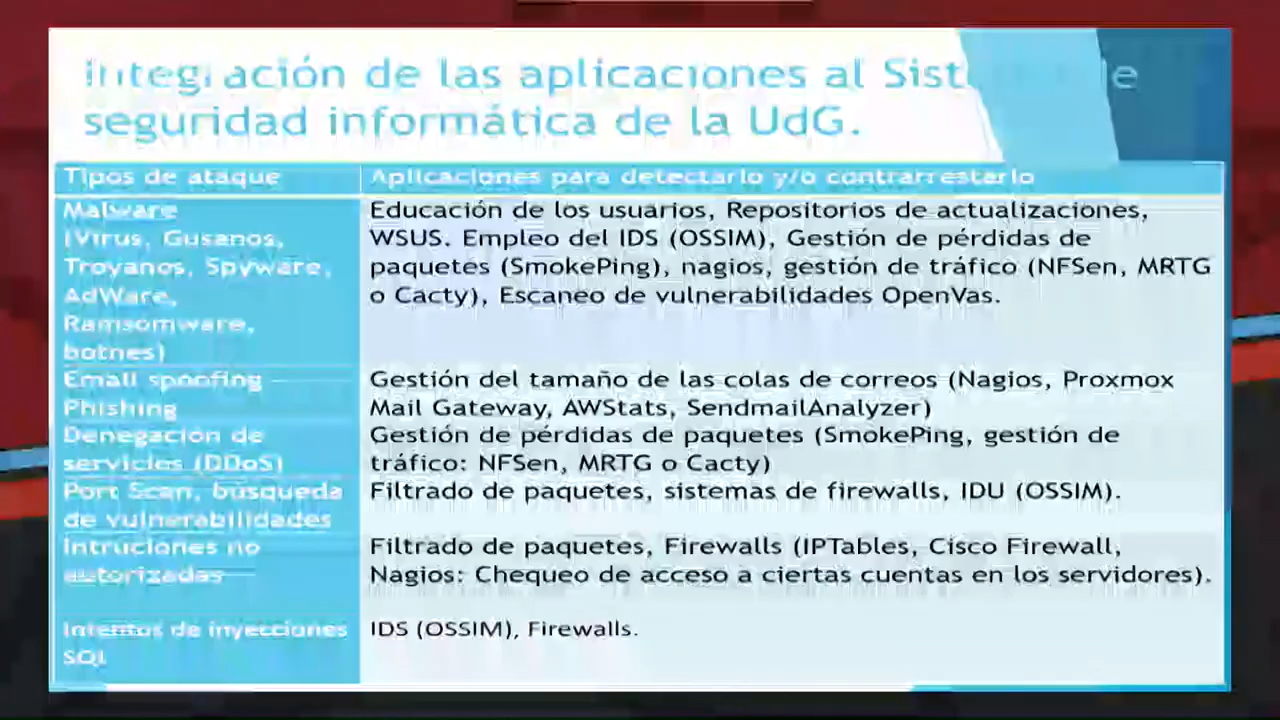 Integración de las aplicaciones al Sist de
seguridad informática de la UdG.
Tipos de ataque
Aplicaciones para detectarlo y/o contrarrestarlo
Malware
(Virus, Gusanos,
Troyanos, Spyware,
AdWare,
Ramsomware,
botnes)
Educación de los usuarios, Repositorios de actualizaciones,
WSUS. Empleo del IDS (OSSIM), Gestión de pérdidas de
paquetes (SmokePing), nagios, gestión de tráfico (NFSen, MRTG
o Cacty), Escaneo de vulnerabilidades OpenVas.
Email spoofing
Phishing
Gestión del tamaño de las colas de correos (Nagios, Proxmox
Mail Gateway, AWStats, SendmailAnalyzer)
Denegación de
servicies (DDoS)
Gestión de pérdidas de paquetes (SmokePing, gestión de
tráfico: NFSen, MRTG o Cacty)
Port Scan, búsqueda
de vulnerabilidades
Filtrado de paquetes, sistemas de firewalls, IDU (OSSIM).
Intruciones no
autorizadas
Filtrado de paquetes, Firewalls (IPTables, Cisco Firewall,
Nagios: Chequeo de acceso a ciertas cuentas en los servidores).
Intentos de inyecciones
SQL
IDS (OSSIM), Firewalls.